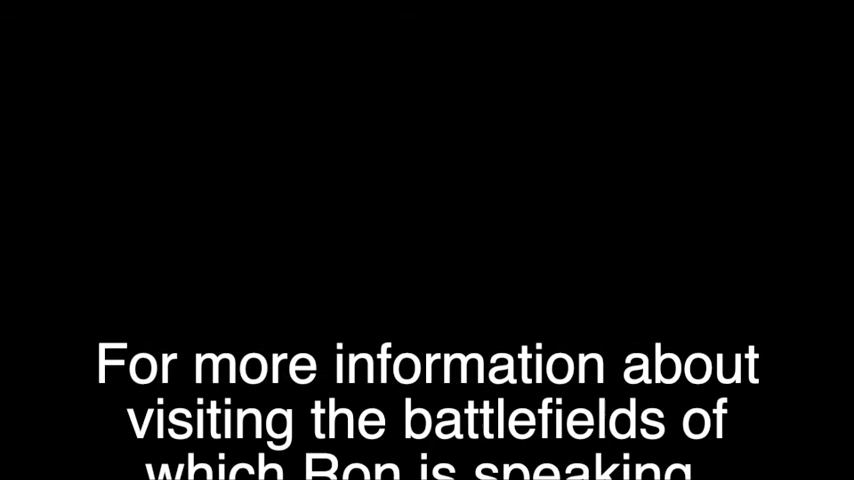 For more information about
visiting the battlefields of
which Ron is speaking,